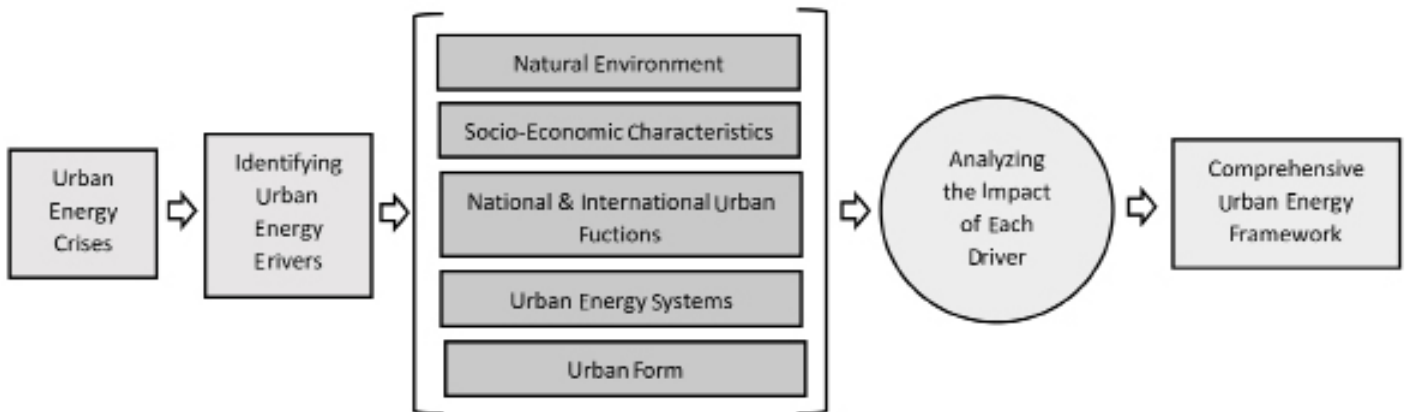 Urban
Energy
Crises
Identifying
Urban
Energy
Erivers
Natural Environment
Socio-Economic Characteristics
National & International Urban
Fuctions
Urban Energy Systems
Urban Form
Analyzing
the Impact
of Each
Driver
Comprehensive
Urban Energy
Framework